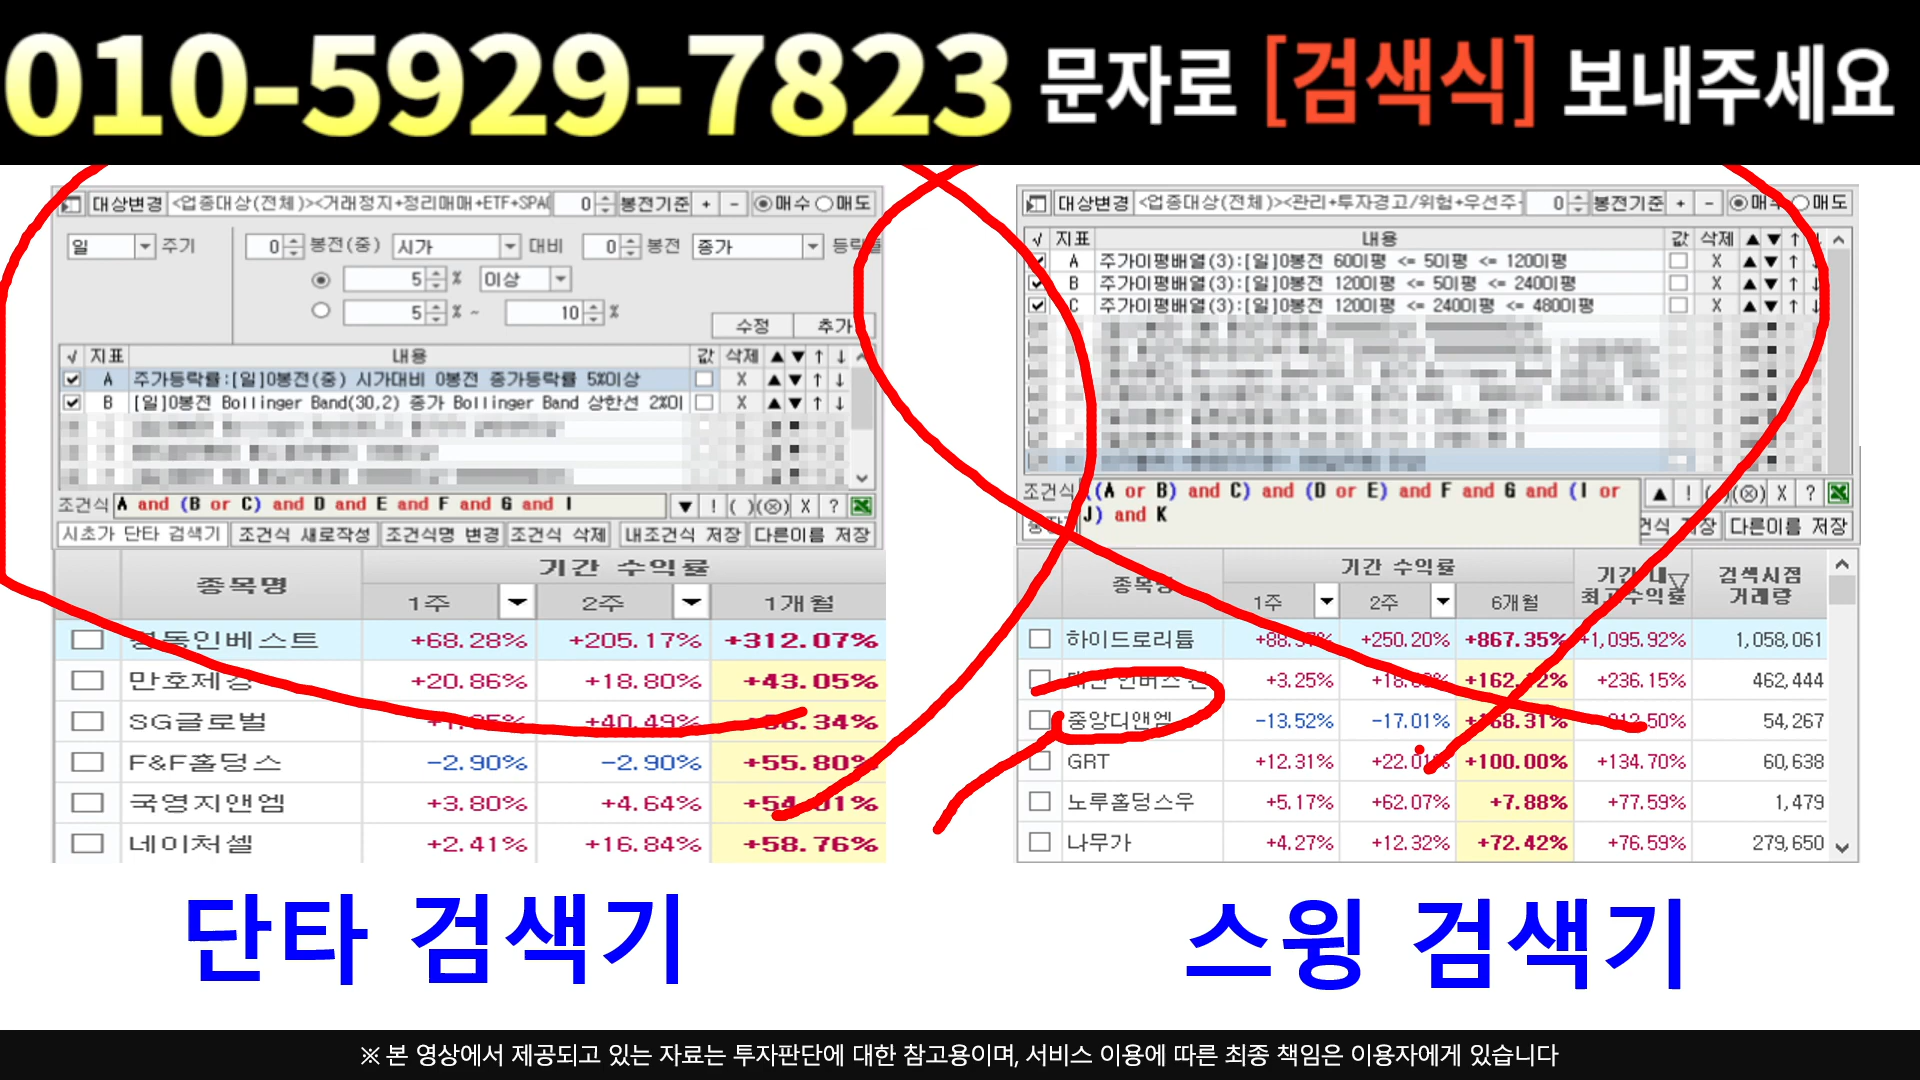 010-5929-7823 문자로 [검색식] 보내주세요
대상변경 <업종대상(전체)><거래정지+정리매매+ETF+SPAC 0 봉전기준 + - 매수 매도
일 주기 0 봉전(중) 시가 대비 0 봉전 종가
5 % 이상
5 % ~ 10 %
수정 추가
√ 지표 내용 값 삭제 ▲ ▼ ↑ ↓
A 주가등락률:[일]0봉전(중) 시가대비 0봉전 종가등락률 5%이상 X ▲ ▼ ↑ ↓
B [일]0봉전 Bollinger Band(30,2) 종가 Bollinger Band 상한선 2%이 X ▲ ▼ ↑ ↓
조건식 A and (B or C) and D and E and F and G and I ▼ ! ( ) (⊗) X ?
시초가 단타 검색기 조건식 새로작성 조건식명 변경 조건식 삭제 내조건식 저장 다른이름 저장
종목명 기간 수익률
1주 2주 1개월
+68.28% +205.17% +312.07%
만호제강 +20.86% +18.80% +43.05%
SG글로벌 +40.49%
F&F홀딩스 -2.90% -2.90% +55.80%
국영지앤엠 +3.80% +4.64%
네이처셀 +2.41% +16.84% +58.76%
단타 검색기
대상변경 <업종대상(전체)><관리+투자경고/위험+우선주+ 0 봉전기준 + - 매수 매도
√ 지표 내용 값 삭제 ▲ ▼ ↑ ↓
A 주가이평배열(3):[일]0봉전 60이평 <= 5이평 <= 120이평 X ▲ ▼ ↑
B 주가이평배열(3):[일]0봉전 120이평 <= 5이평 <= 240이평 X ▲ ▼ ↑ ↓
C 주가이평배열(3):[일]0봉전 120이평 <= 240이평 <= 480이평 X ▲ ▼ ↑ ↓
조건식 ((A or B) and C) and (D or E) and F and G and (I or
J) and K ▲ ! (⊗) X ?
저장 다른이름 저장
종목명 기간 수익률 기간 내 최고수익률 검색시점 거래량
1주 2주 6개월
하이드로리튬 +250.20% +867.35% +1,095.92% 1,058,061
+3.25% +236.15% 462,444
중앙디앤엠 -13.52% -17.01% 54,267
GRT +12.31% +100.00% +134.70% 60,638
노루홀딩스우 +5.17% +62.07% +7.88% +77.59% 1,479
나무가 +4.27% +12.32% +72.42% +76.59% 279,650
스윙 검색기
※ 본 영상에서 제공되고 있는 자료는 투자판단에 대한 참고용이며, 서비스 이용에 따른 최종 책임은 이용자에게 있습니다